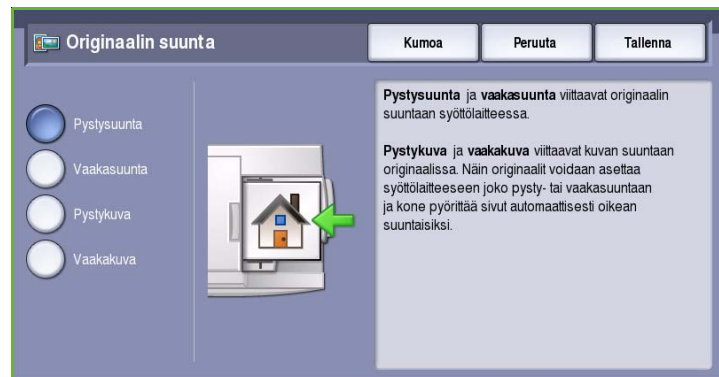 Originaalin suunta
Kumoa
Peruuta
Tallenna
Pystysuunta
Vaakasuunta
Pystykuva
Vaakakuva
Pystysuunta ja vaakasuunta viittaavat originaalin
suuntaan syöttölaitteessa.
Pystykuva ja vaakakuva viittaavat kuvan suuntaan
originaalissa. Näin originaalit voidaan asettaa
syöttölaitteeseen joko pysty- tai vaakasuuntaan
ja kone pyörittää sivut automaattisesti oikean
suuntaisiksi.